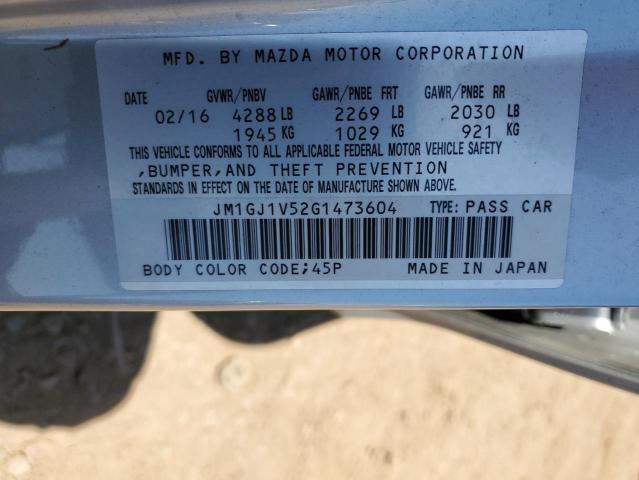 MFD. BY MAZDA MOTOR CORPORATION
DATE GVWR/PNBV GAWR/PNBE FRT GAWR/PNBE RR
02/16 4288 LB 2269 LB 2030 LB
1945 KG 1029 KG 921 KG
THIS VEHICLE CONFORMS TO ALL APPLICABLE FEDERAL MOTOR VEHICLE SAFETY
,BUMPER,AND THEFT PREVENTION
STANDARDS IN EFFECT ON THE DATE OF MANUFACTURE SHOWN ABOVE.
JM1GJ1V52G1473604 TYPE: PASS CAR
BODY COLOR CODE;45P MADE IN JAPAN